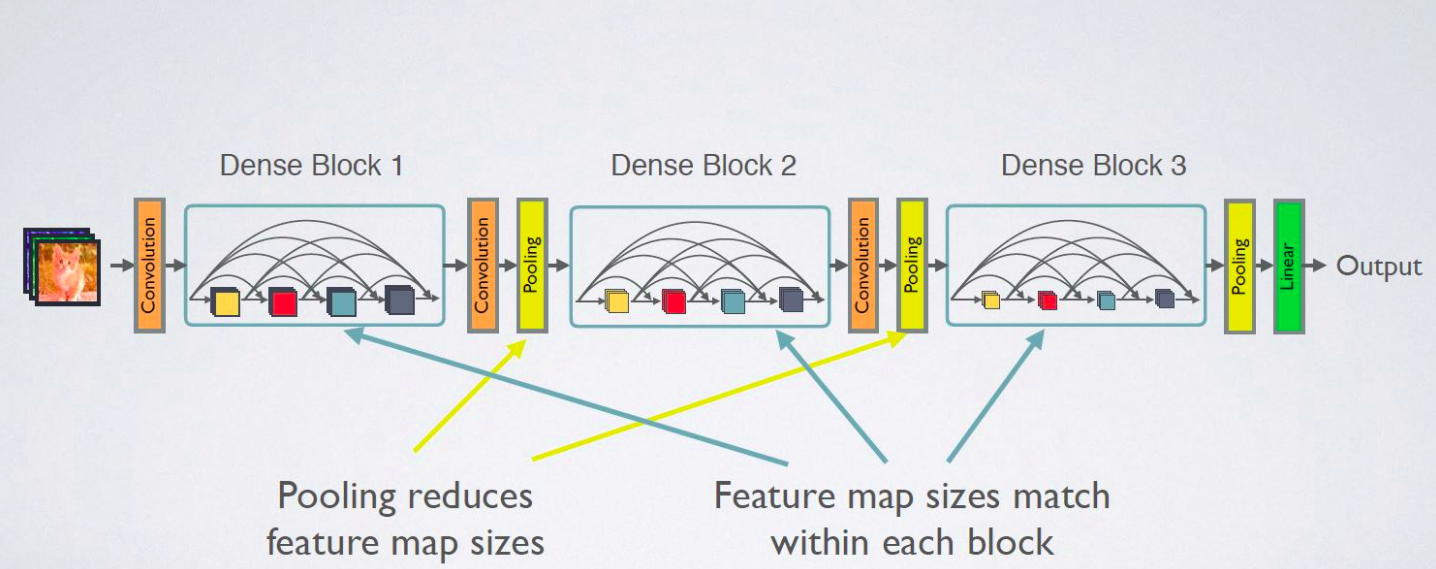 Dense Block 1
Dense Block 2
Dense Block 3
Convolution
Convolution
Pooling
Convolution
Pooling
Pooling
Linear
Output
Pooling reduces
feature map sizes
Feature map sizes match
within each block